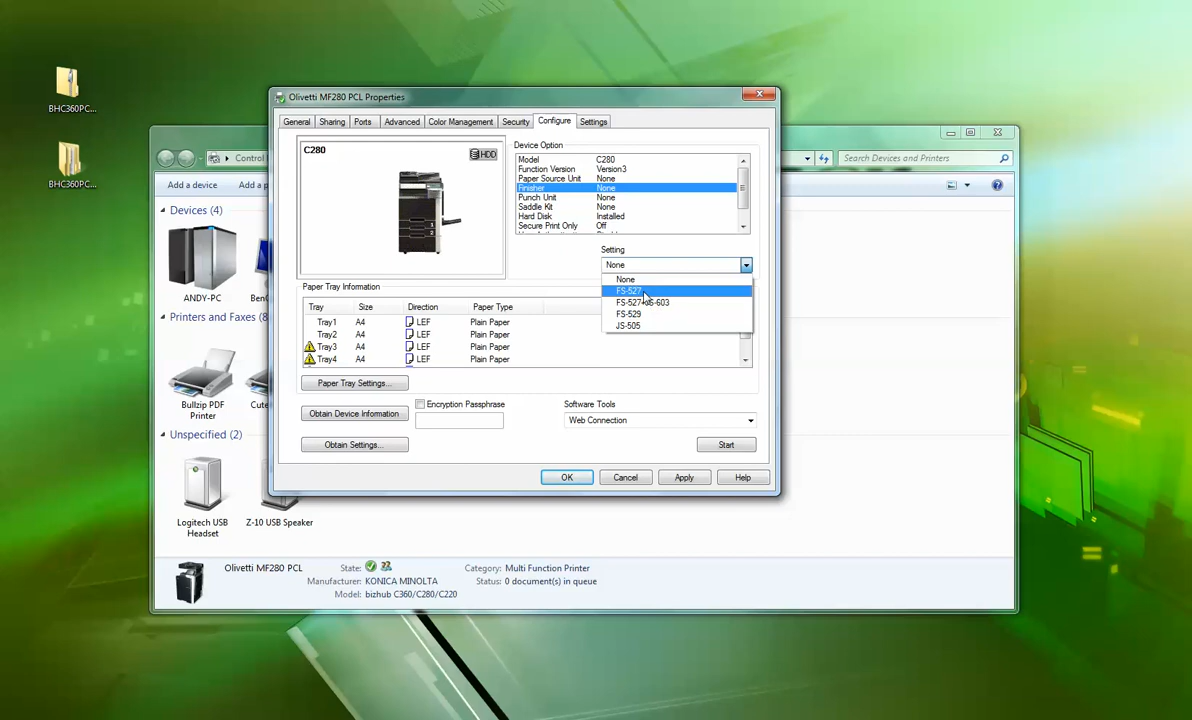 BHC360PC...
BHC360PC...
Olivetti MF280 PCL Properties
General Sharing Ports Advanced Color Management Security Configure Settings
C280
HDD
Device Option
Model C280
Function Version Version3
Paper Source Unit None
Finisher None
Punch Unit None
Saddle Kit None
Hard Disk Installed
Secure Print Only Off
Setting
None
None
FS-527
FS-529
JS-505
Paper Tray Information
Tray Size Direction Paper Type
Tray1 A4 LEF Plain Paper
Tray2 A4 LEF Plain Paper
Tray3 A4 LEF Plain Paper
Tray4 A4 LEF Plain Paper
Paper Tray Settings...
Obtain Device Information
Encryption Passphrase
Software Tools
Web Connection
Obtain Settings...
Start
OK Cancel Apply Help
Control
Search Devices and Printers
Add a device Add a p
Devices (4)
ANDY-PC
Ben
Printers and Faxes (8
Bullzip PDF
Printer
Cute
Unspecified (2)
Logitech USB
Headset
Z-10 USB Speaker
Olivetti MF280 PCL
State:
Manufacturer: KONICA MINOLTA
Model: bizhub C360/C280/C220
Category: Multi Function Printer
Status: 0 document(s) in queue